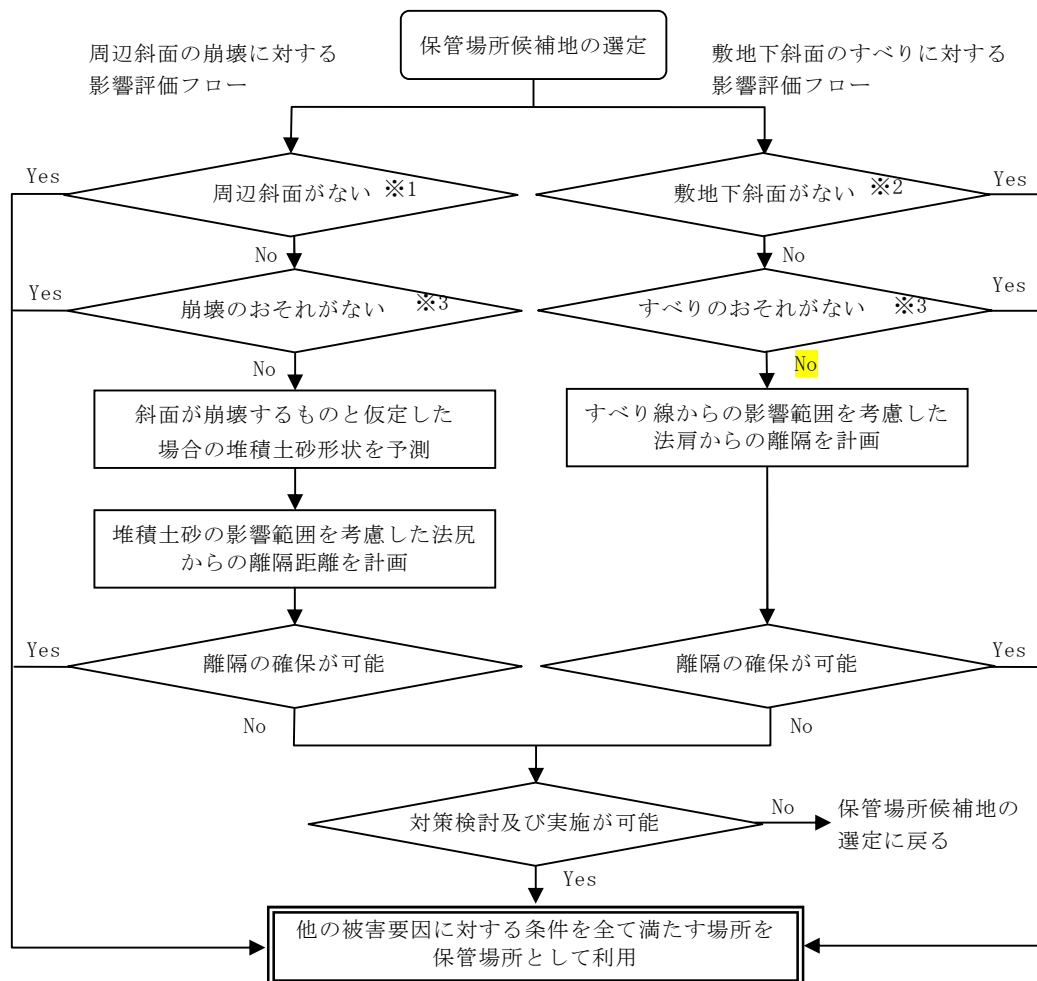 保管場所候補地の選定
周辺斜面の崩壊に対する
影響評価フロー
敷地下斜面のすべりに対する
影響評価フロー
Yes
周辺斜面がない ※1
No
敷地下斜面がない ※2
Yes
No
Yes
崩壊のおそれがない ※3
No
すべりのおそれがない ※3
Yes
No
斜面が崩壊するものと仮定した
場合の堆積土砂形状を予測
すべり線からの影響範囲を考慮した
法肩からの離隔を計画
堆積土砂の影響範囲を考慮した法尻
からの離隔距離を計画
Yes
離隔の確保が可能
No
離隔の確保が可能
Yes
No
対策検討及び実施が可能
No
保管場所候補地の
選定に戻る
Yes
他の被害要因に対する条件を全て満たす場所を
保管場所として利用